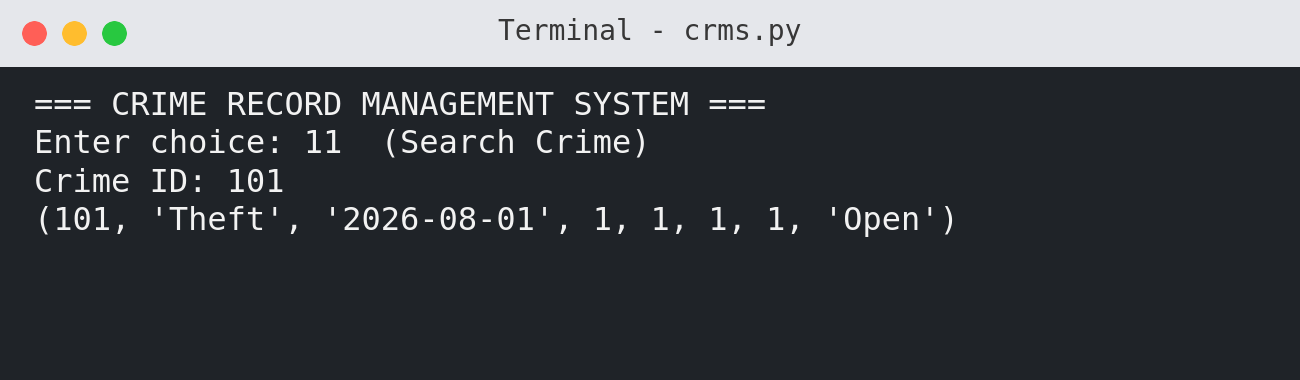 Terminal - crms.py
=== CRIME RECORD MANAGEMENT SYSTEM ===
Enter choice: 11  (Search Crime)
Crime ID: 101
(101, 'Theft', '2026-08-01', 1, 1, 1, 1, 'Open')